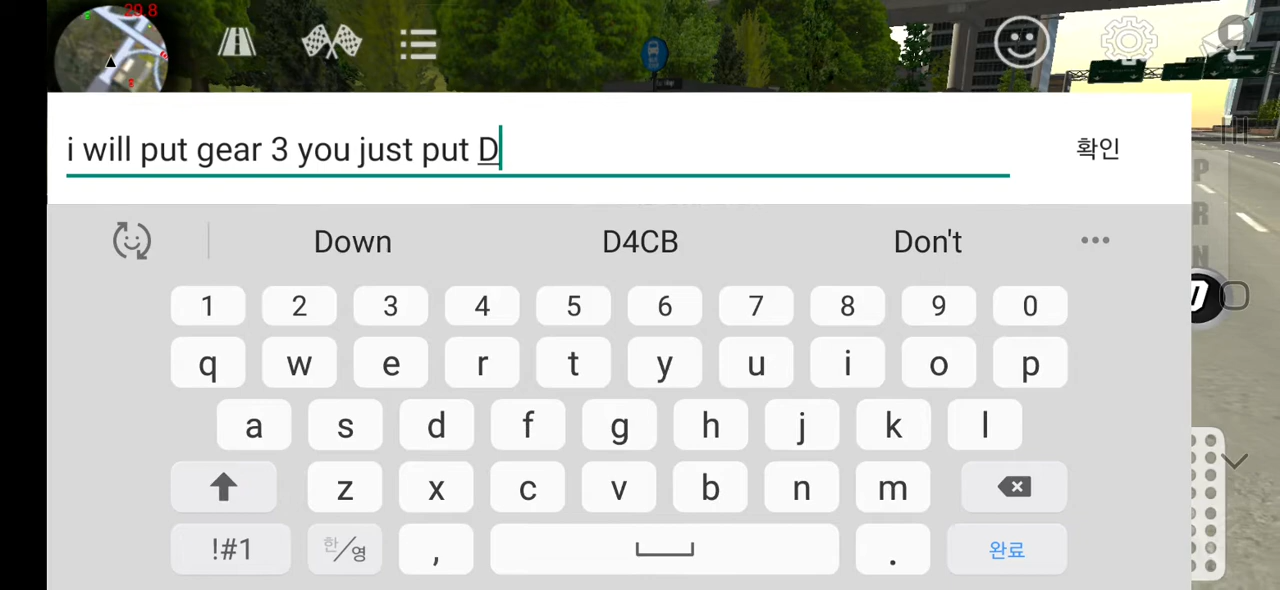 29.8
i will put gear 3 you just put D
확인
Down D4CB Don't
1 2 3 4 5 6 7 8 9 0
q w e r t y u i o p
a s d f g h j k l
z x c v b n m
!#1 한/영 , . 완료
P
R
N
D